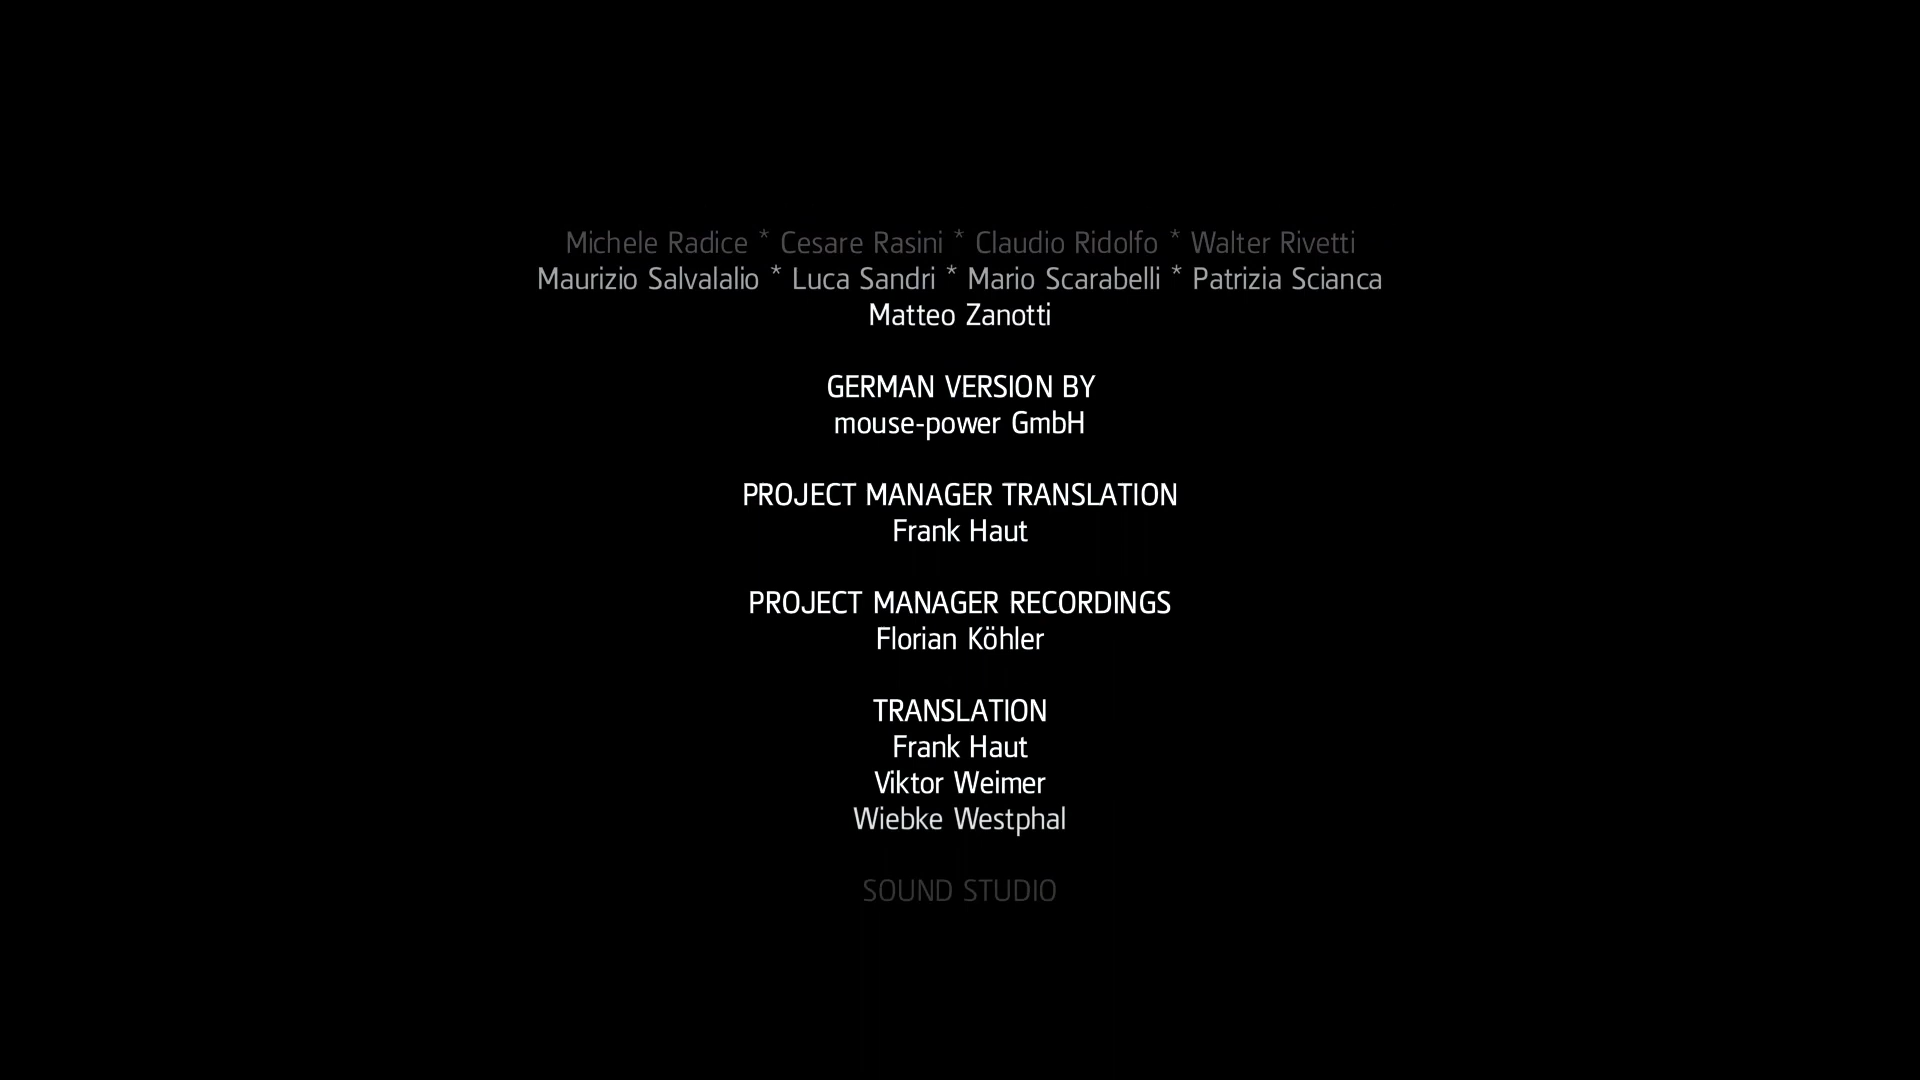 Michele Radice * Cesare Rasini * Claudio Ridolfo * Walter Rivetti
Maurizio Salvalalio * Luca Sandri * Mario Scarabelli * Patrizia Scianca
Matteo Zanotti
GERMAN VERSION BY
mouse-power GmbH
PROJECT MANAGER TRANSLATION
Frank Haut
PROJECT MANAGER RECORDINGS
Florian Köhler
TRANSLATION
Frank Haut
Viktor Weimer
Wiebke Westphal
SOUND STUDIO